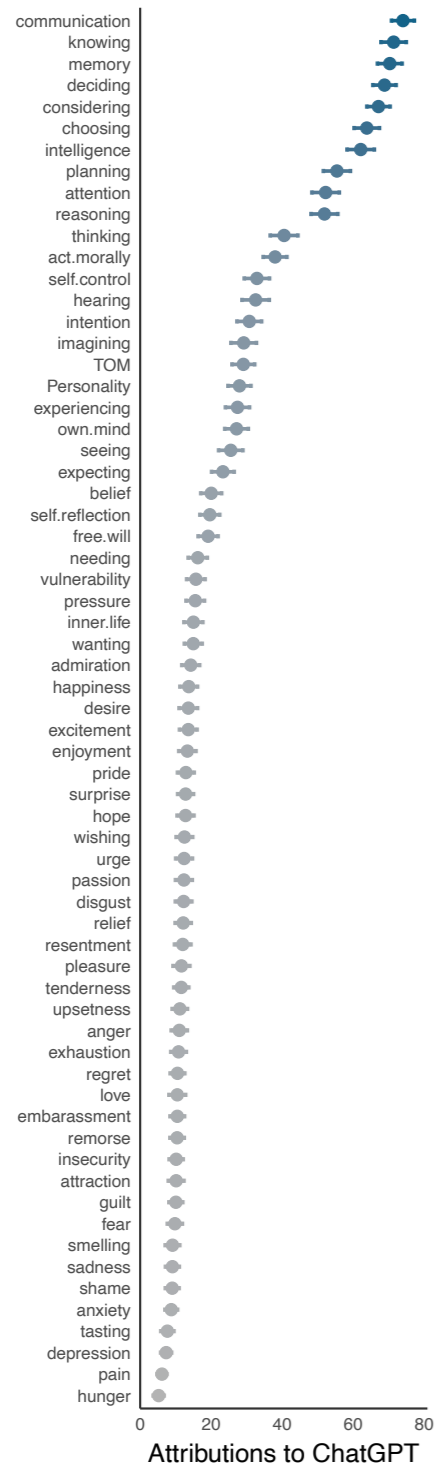 communication
knowing
memory
deciding
considering
choosing
intelligence
planning
attention
reasoning
thinking
act.morally
self.control
hearing
intention
imagining
TOM
Personality
experiencing
own.mind
seeing
expecting
belief
self.reflection
free.will
needing
vulnerability
pressure
inner.life
wanting
admiration
happiness
desire
excitement
enjoyment
pride
surprise
hope
wishing
urge
passion
disgust
relief
resentment
pleasure
tenderness
upsetness
anger
exhaustion
regret
love
embarassment
remorse
insecurity
attraction
guilt
fear
smelling
sadness
shame
anxiety
tasting
depression
pain
hunger
0 20 40 60 80
Attributions to ChatGPT